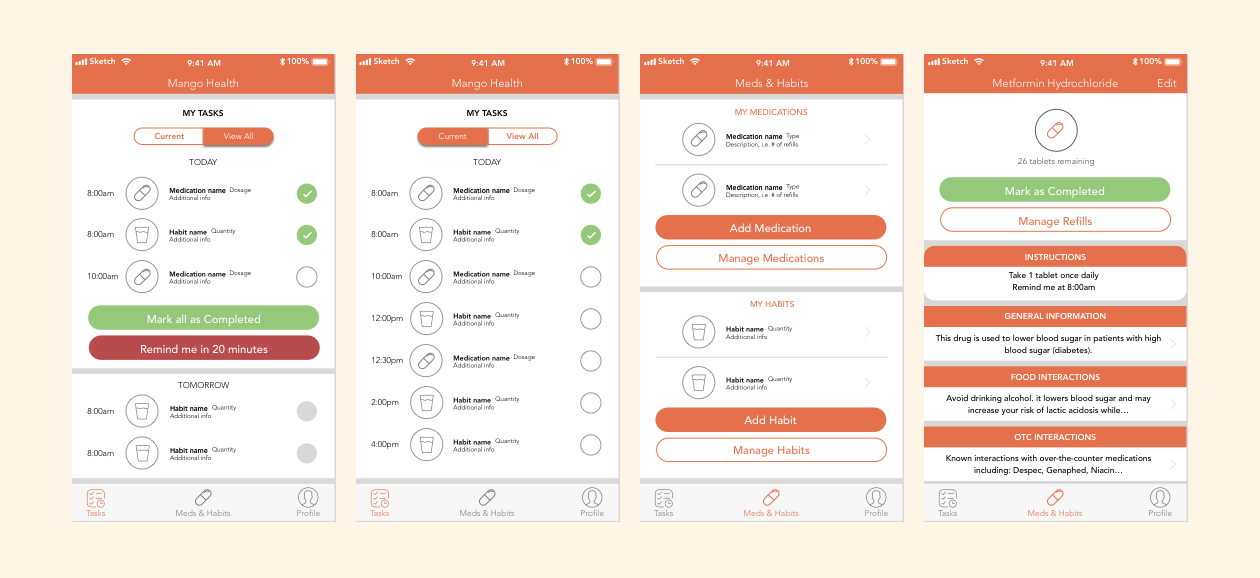 Sketch 9:41 AM 100%
Mango Health
MY TASKS
Current View All
TODAY
8:00am Medication name Dosage
Additional info
8:00am Habit name Quantity
Additional info
10:00am Medication name Dosage
Additional info
Mark all as Completed
Remind me in 20 minutes
TOMORROW
8:00am Habit name Quantity
Additional info
8:00am Habit name Quantity
Additional info
Tasks Meds & Habits Profile
Sketch 9:41 AM 100%
Mango Health
MY TASKS
Current View All
TODAY
8:00am Medication name Dosage
Additional info
8:00am Habit name Quantity
Additional info
10:00am Medication name Dosage
Additional info
12:00pm Habit name Quantity
Additional info
12:30pm Medication name Dosage
Additional info
2:00pm Habit name Quantity
Additional info
4:00pm Habit name Quantity
Additional info
Tasks Meds & Habits Profile
Sketch 9:41 AM 100%
Meds & Habits
MY MEDICATIONS
Medication name Type
Description, i.e. # of refills
Medication name Type
Description, i.e. # of refills
Add Medication
Manage Medications
MY HABITS
Habit name Quantity
Additional info
Habit name Quantity
Additional info
Add Habit
Manage Habits
Tasks Meds & Habits Profile
Sketch 9:41 AM 100%
Metformin Hydrochloride Edit
26 tablets remaining
Mark as Completed
Manage Refills
INSTRUCTIONS
Take 1 tablet once daily
Remind me at 8:00am
GENERAL INFORMATION
This drug is used to lower blood sugar in patients with high
blood sugar (diabetes).
FOOD INTERACTIONS
Avoid drinking alcohol. it lowers blood sugar and may
increase your risk of lactic acidosis while...
OTC INTERACTIONS
Known interactions with over-the-counter medications
including: Despec, Genaphed, Niacin...
Tasks Meds & Habits Profile